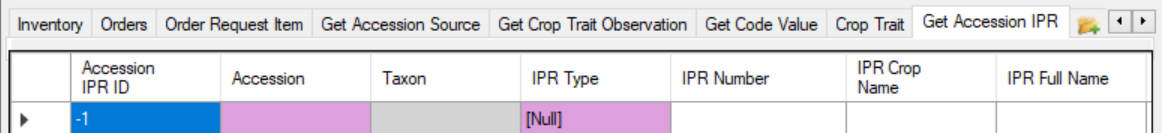 Inventory Orders Order Request Item Get Accession Source Get Crop Trait Observation Get Code Value Crop Trait Get Accession IPR
Accession IPR ID Accession Taxon IPR Type IPR Number IPR Crop Name IPR Full Name
-1 [Null]